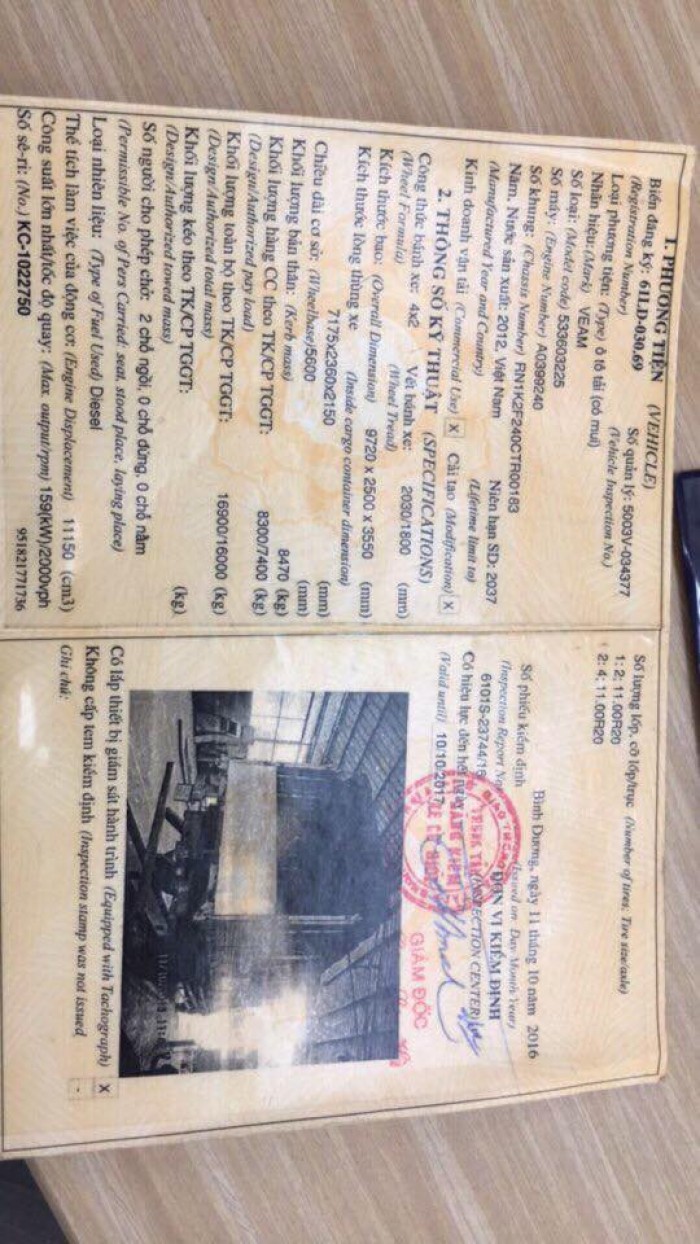 1. PHƯƠNG TIỆN (VEHICLE)
Biển đăng ký: 61LD-030.69 Số quản lý: 5003V-034377
(Registration Number) (Vehicle Inspection No.)
Loại phương tiện: (Type) ô tô tải (có mui)
Nhãn hiệu: (Mark) VEAM
Số loại: (Model code) 533603225
Số máy: (Engine Number) A0399240
Số khung: (Chassis Number) RN1K2F240CTR00183
Năm, Nước sản xuất: 2012, Việt Nam Niên hạn SD: 2037
(Manufactured Year and Country) (Lifetime limit to)
Kinh doanh vận tải (Commercial Use) X Cải tạo (Modification) X
2. THÔNG SỐ KỸ THUẬT (SPECIFICATIONS)
Công thức bánh xe: 4x2 Vết bánh xe: 2030/1800 (mm)
(Wheel Formula) (Wheel Tread)
Kích thước bao: (Overall Dimension) 9720 x 2500 x 3550 (mm)
Kích thước lòng thùng xe (Inside cargo container dimension)
7175x2360x2150 (mm)
Chiều dài cơ sở: (Wheelbase) 5600 (mm)
Khối lượng bản thân: (Kerb mass) 8470 (kg)
Khối lượng hàng CC theo TK/CP TGGT: 8300/7400 (kg)
(Design/Authorized pay load)
Khối lượng toàn bộ theo TK/CP TGGT: 16900/16000 (kg)
(Design/Authorized total mass)
Khối lượng kéo theo TK/CP TGGT: (kg)
(Design/Authorized towed mass)
Số người cho phép chở: 2 chỗ ngồi, 0 chỗ đứng, 0 chỗ nằm
(Permissible No. of Pers Carried: seat, stood place, laying place)
Loại nhiên liệu: (Type of Fuel Used) Diesel
Thể tích làm việc của động cơ: (Engine Displacement) 11150 (cm3)
Công suất lớn nhất/tốc độ quay: (Max. output/rpm) 159(kW)/2000vph
Số sê-ri: (No.) KC-1022750 951821771736
Số lượng lốp, cỡ lốp/trục (Number of tires; Tire size/axle)
1: 2; 11.00R20
2: 4; 11.00R20
Bình Dương, ngày 11 tháng 10 năm 2016
(Issued on: Day/Month/Year)
Số phiếu kiểm định ĐƠN VỊ KIỂM ĐỊNH
(Inspection Report No) (INSPECTION CENTER)
6101S-23744/16
Có hiệu lực đến hết ngày
(Valid until) 10/10/2017
GIÁM ĐỐC
Có lắp thiết bị giám sát hành trình (Equipped with Tachograph) X
Không cấp tem kiểm định (Inspection stamp was not issued -
Ghi chú: